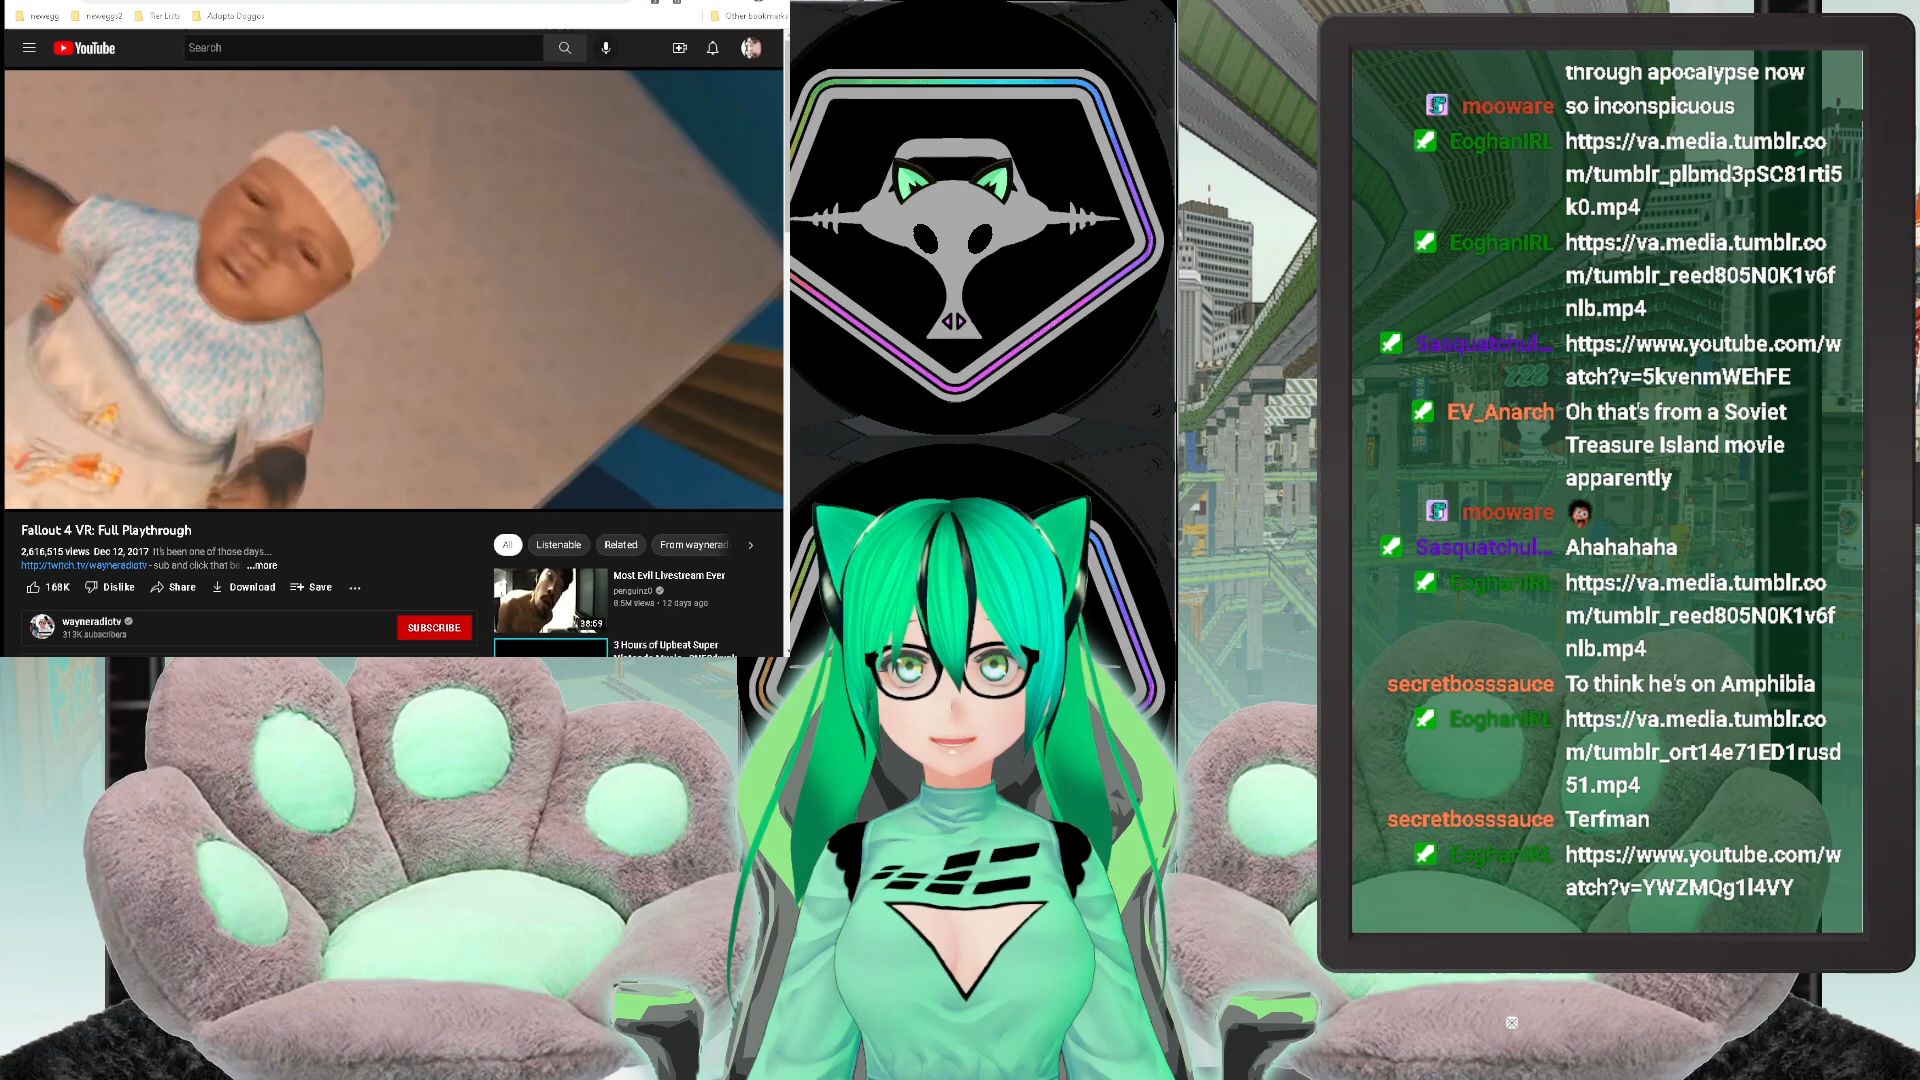 newegg
neweggs2
Tier Lists
Adopto Doggos
Other bookmarks
YouTube
Search
Fallout 4 VR: Full Playthrough
2,616,515 views Dec 12, 2017 It's been one of those days...
http://twitch.tv/wayneradiotv - sub and click that be ...more
168K
Dislike
Share
Download
Save
wayneradiotv
313K subscribers
SUBSCRIBE
All
Listenable
Related
From waynerad
Most Evil Livestream Ever
penguinz0
8.5M views • 12 days ago
38:59
3 Hours of Upbeat Super
through apocalypse now
mooware so inconspicuous
EoghanIRL https://va.media.tumblr.co
m/tumblr_plbmd3pSC81rti5
k0.mp4
EoghanIRL https://va.media.tumblr.co
m/tumblr_reed805N0K1v6f
nlb.mp4
Sasquatchul... https://www.youtube.com/w
atch?v=5kvenmWEhFE
EV_Anarch Oh that's from a Soviet
Treasure Island movie
apparently
mooware
Sasquatchul... Ahahahaha
EoghanIRL https://va.media.tumblr.co
m/tumblr_reed805N0K1v6f
nlb.mp4
secretbosssauce To think he's on Amphibia
EoghanIRL https://va.media.tumblr.co
m/tumblr_ort14e71ED1rusd
51.mp4
secretbosssauce Terfman
EoghanIRL https://www.youtube.com/w
atch?v=YWZMQg1l4VY